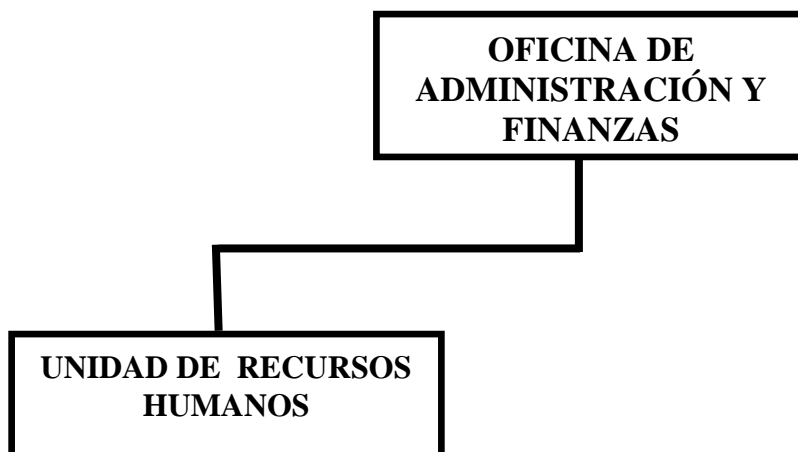 OFICINA DE
ADMINISTRACIÓN Y
FINANZAS
UNIDAD DE RECURSOS
HUMANOS